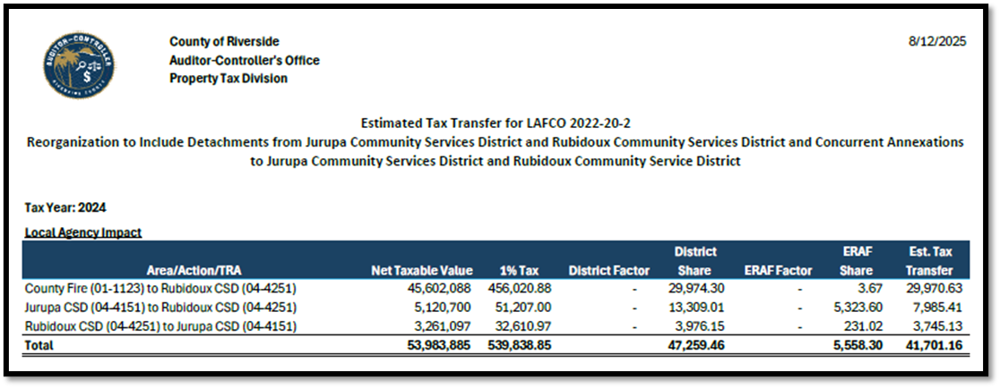 AUDITOR-CONTROLLER
RIVERSIDE COUNTY
$
County of Riverside
Auditor-Controller's Office
Property Tax Division
8/12/2025
Estimated Tax Transfer for LAFCO 2022-20-2
Reorganization to Include Detachments from Jurupa Community Services District and Rubidoux Community Services District and Concurrent Annexations
to Jurupa Community Services District and Rubidoux Community Service District
Tax Year: 2024
Local Agency Impact
Area/Action/TRA Net Taxable Value 1% Tax District Factor District Share ERAF Factor ERAF Share Est. Tax Transfer
County Fire (01-1123) to Rubidoux CSD (04-4251) 45,602,088 456,020.88 - 29,974.30 - 3.67 29,970.63
Jurupa CSD (04-4151) to Rubidoux CSD (04-4251) 5,120,700 51,207.00 - 13,309.01 - 5,323.60 7,985.41
Rubidoux CSD (04-4251) to Jurupa CSD (04-4151) 3,261,097 32,610.97 - 3,976.15 - 231.02 3,745.13
Total 53,983,885 539,838.85 47,259.46 5,558.30 41,701.16